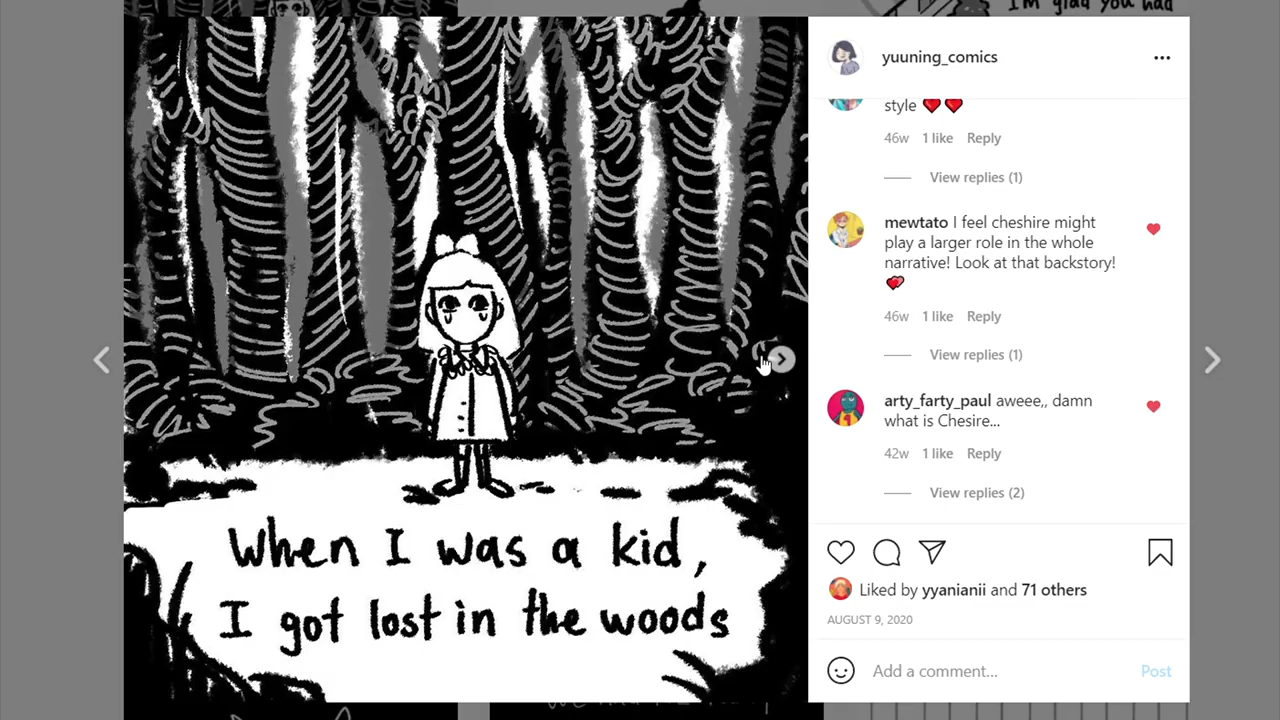 I'm glad you had
When I was a kid,
I got lost in the woods
yuuning_comics
style ❤️❤️
46w 1 like Reply
View replies (1)
mewtato I feel cheshire might
play a larger role in the whole
narrative! Look at that backstory!
💕
46w 1 like Reply
View replies (1)
arty_farty_paul aweee,, damn
what is Chesire...
42w 1 like Reply
View replies (2)
Liked by yyanianii and 71 others
AUGUST 9, 2020
Add a comment... Post